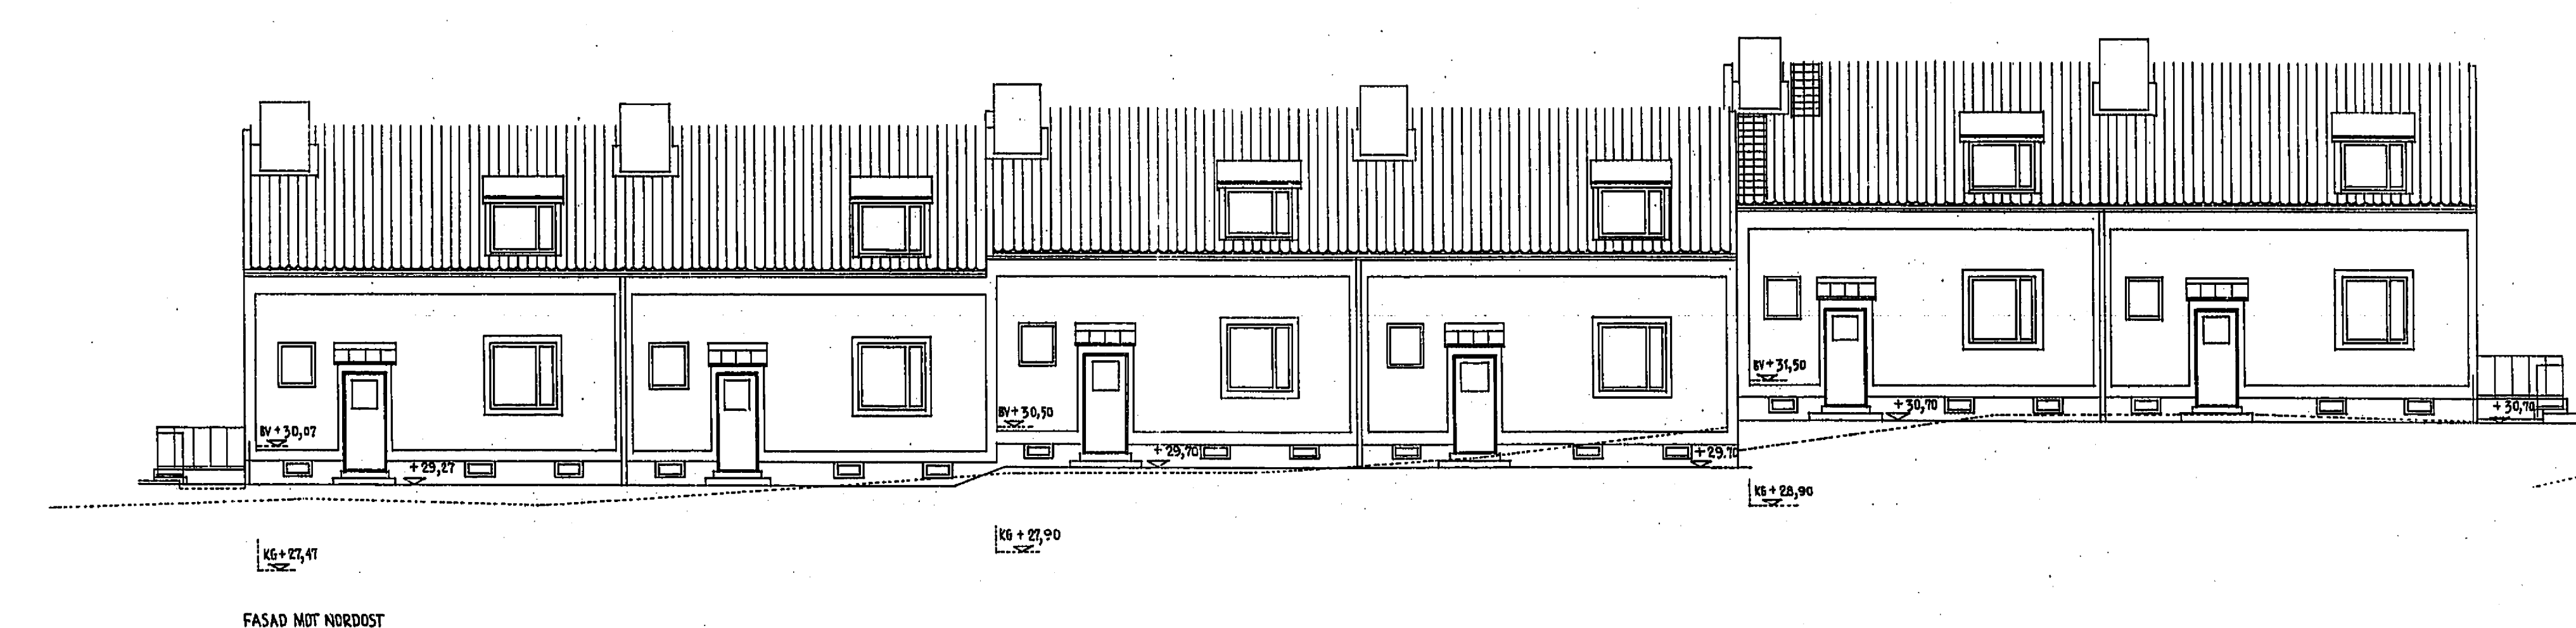 BV + 31,50
+ 30,70
+ 30,70
BV + 30,50
BV + 30,07
+ 29,70
+ 29,70
+ 29,27
KG + 28,90
KG + 27,90
KG + 27,47
FASAD MOT NORDOST